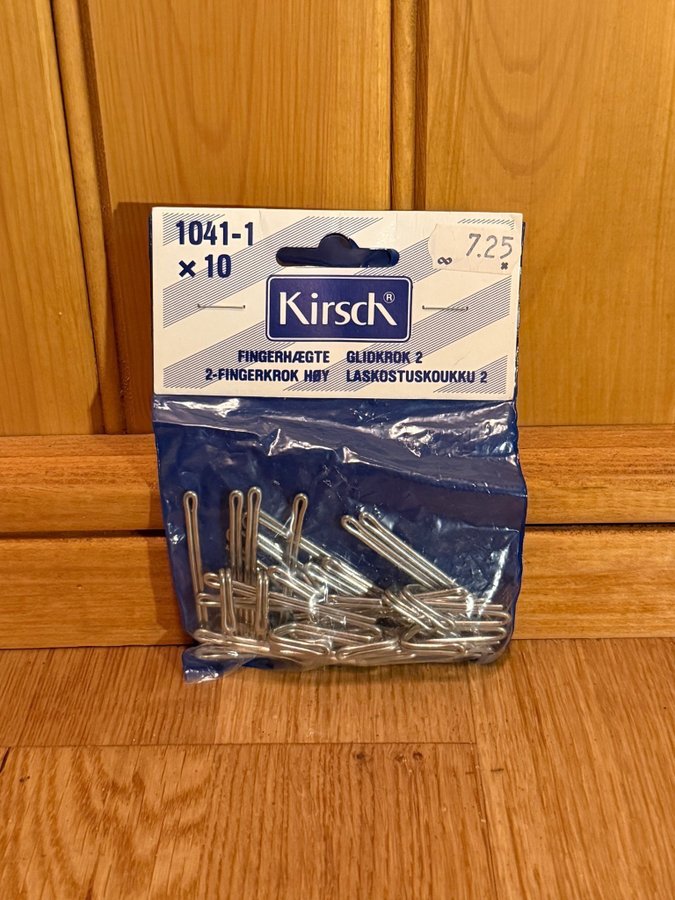 1041-1
× 10
7.25
Kirsch®
FINGERHÆGTE GLIDKROK 2
2-FINGERKROK HØY LASKOSTUSKOUKKU 2